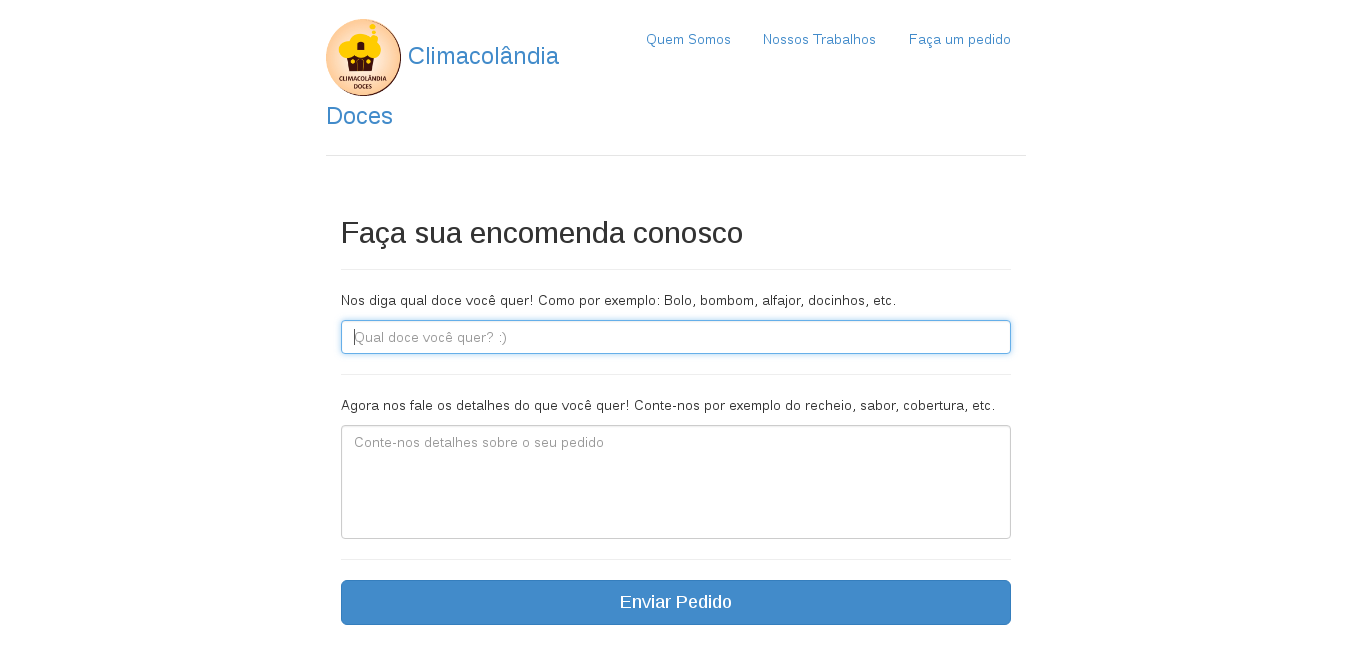 CLIMACOLÂNDIA
DOCES
Climacolândia
Doces
Quem Somos
Nossos Trabalhos
Faça um pedido
Faça sua encomenda conosco
Nos diga qual doce você quer! Como por exemplo: Bolo, bombom, alfajor, docinhos, etc.
Qual doce você quer? :)
Agora nos fale os detalhes do que você quer! Conte-nos por exemplo do recheio, sabor, cobertura, etc.
Conte-nos detalhes sobre o seu pedido
Enviar Pedido